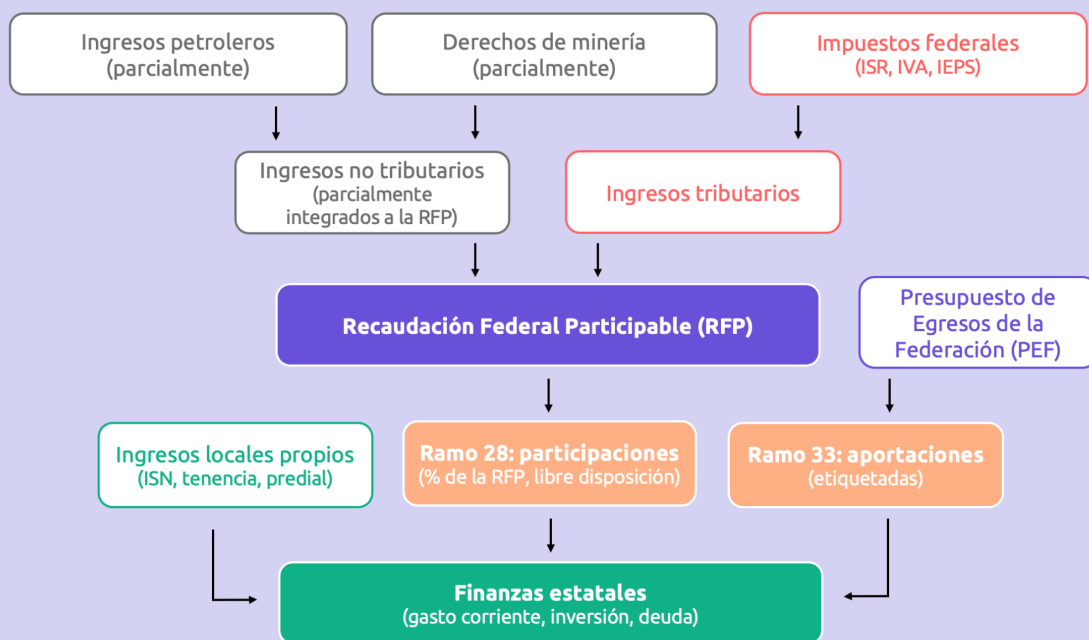 Ingresos petroleros
(parcialmente)
Derechos de minería
(parcialmente)
Impuestos federales
(ISR, IVA, IEPS)
Ingresos no tributarios
(parcialmente
integrados a la RFP)
Ingresos tributarios
Recaudación Federal Participable (RFP)
Presupuesto de
Egresos de la
Federación (PEF)
Ingresos locales propios
(ISN, tenencia, predial)
Ramo 28: participaciones
(% de la RFP, libre disposición)
Ramo 33: aportaciones
(etiquetadas)
Finanzas estatales
(gasto corriente, inversión, deuda)